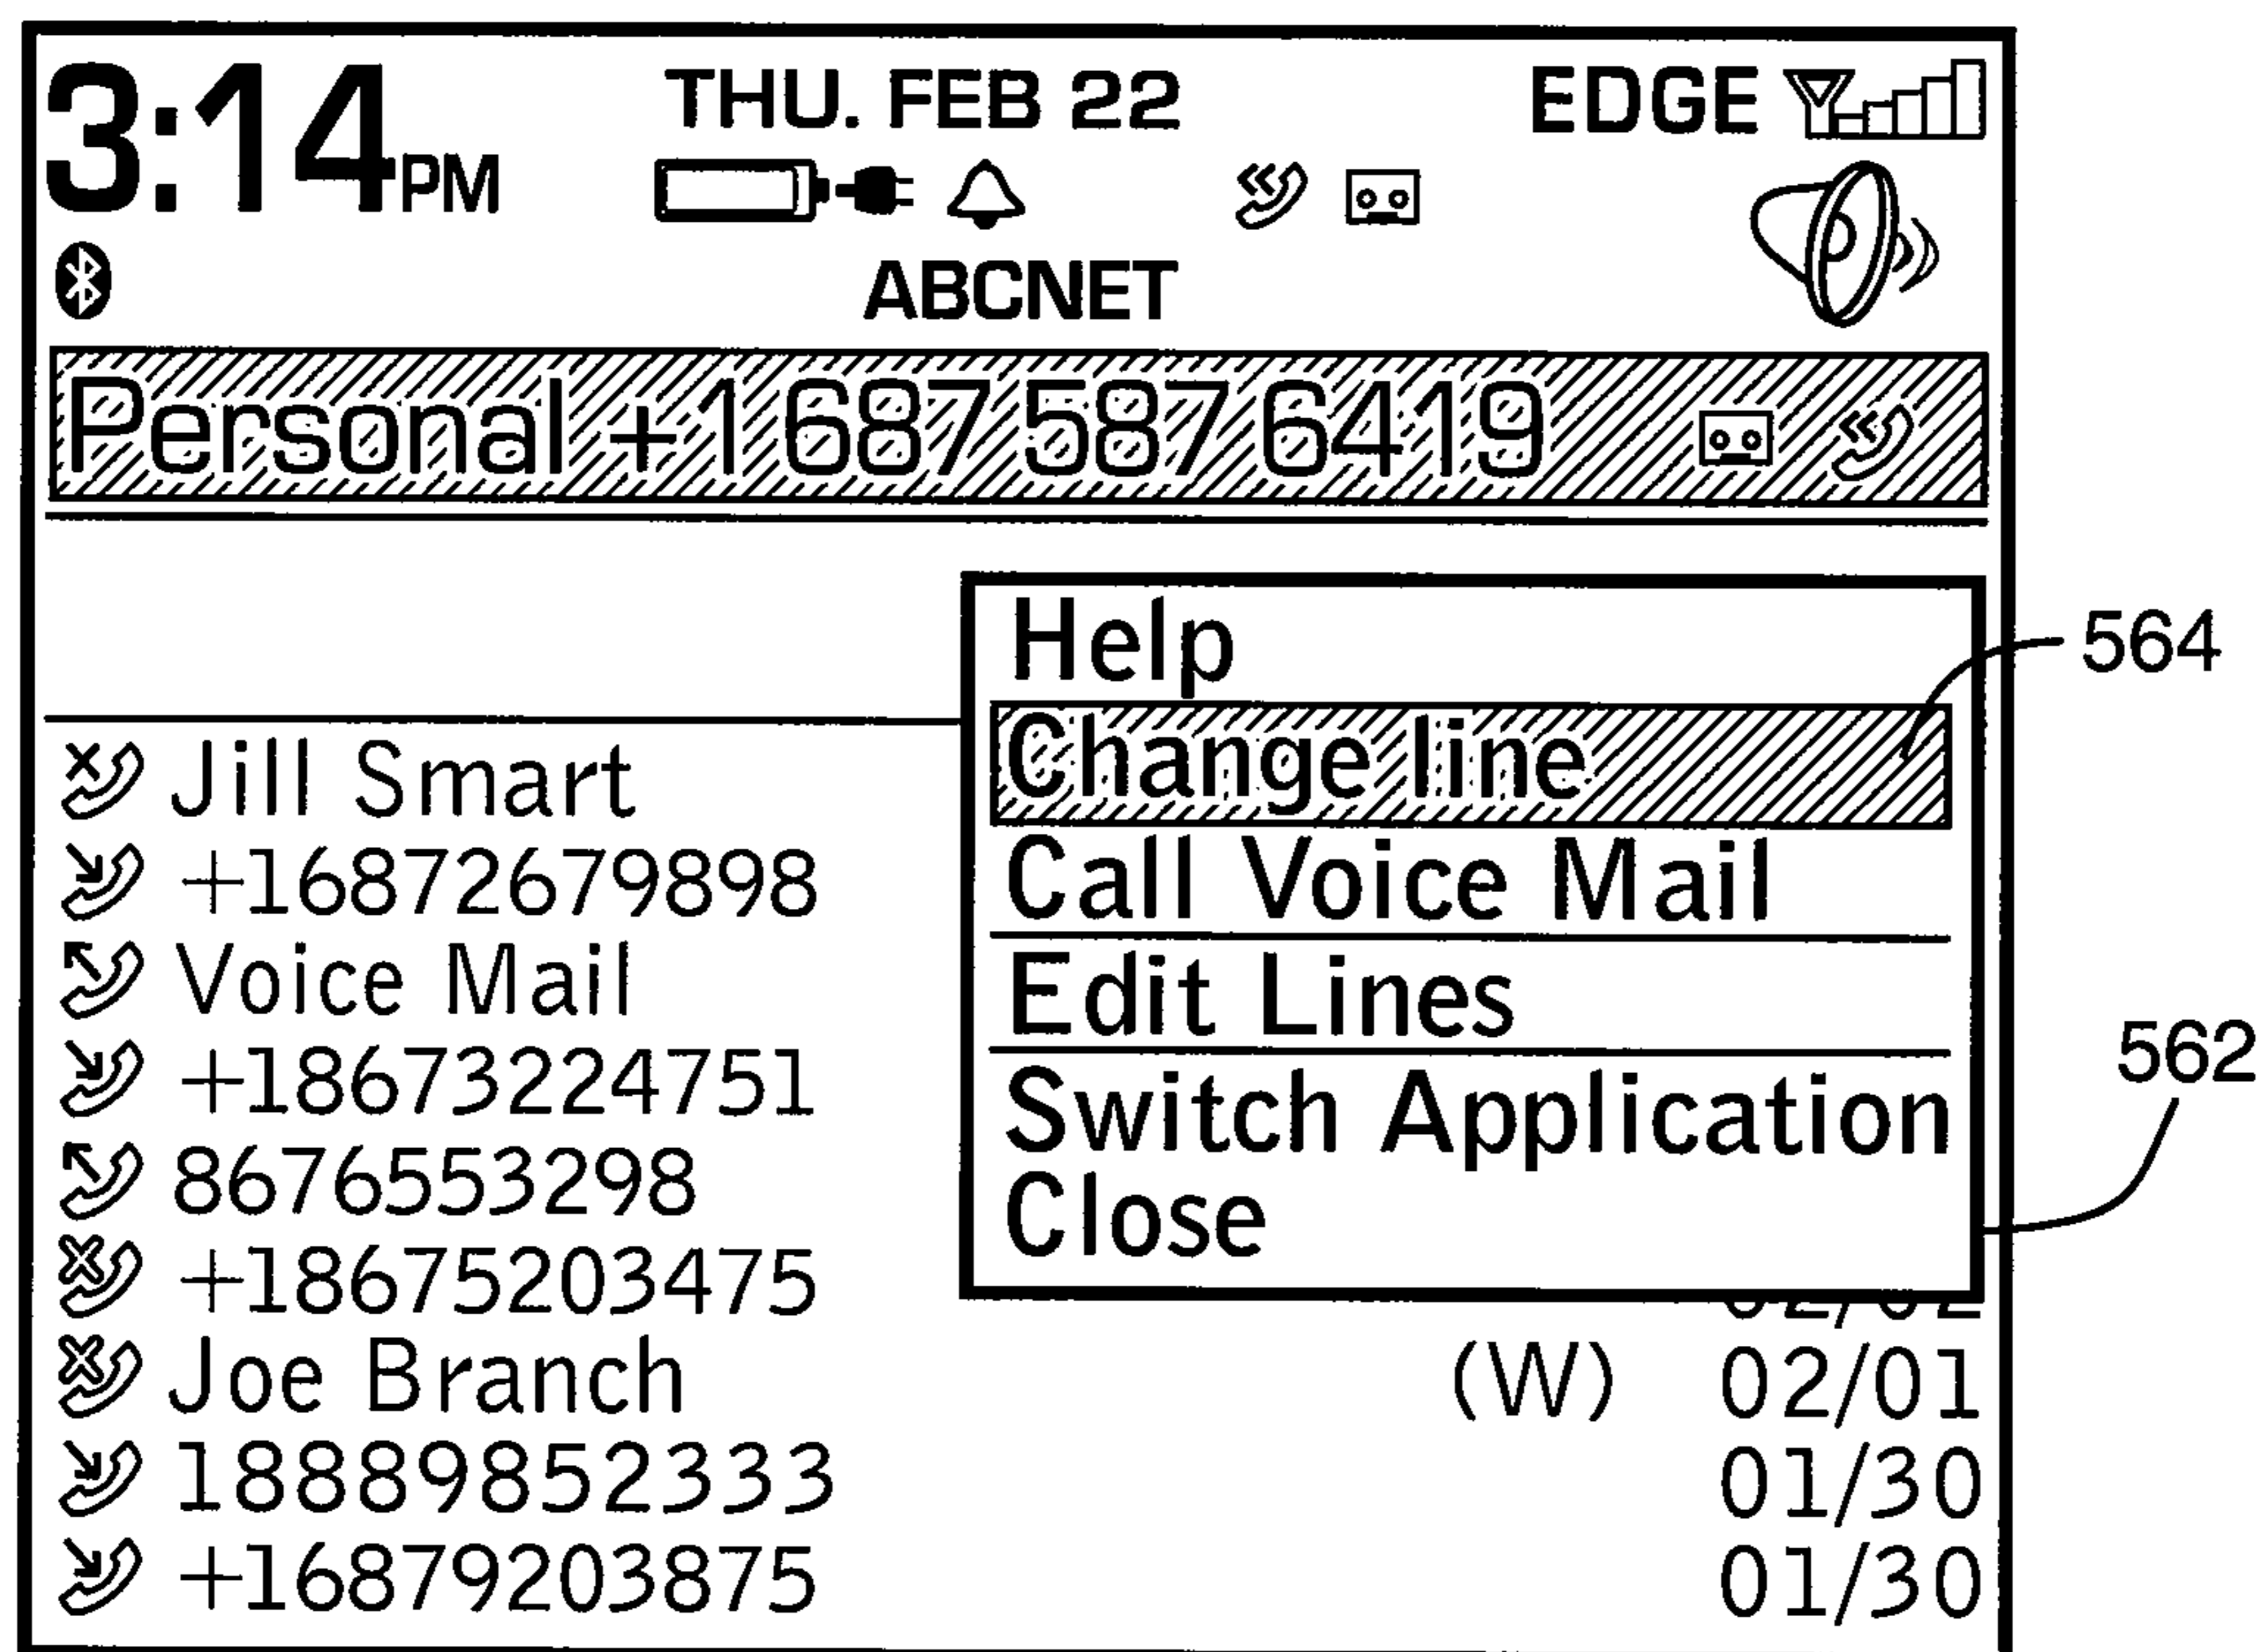 3:14PM THU. FEB 22 EDGE
ABCNET
Personal +1 687 587 6419
Help
564
Change line
Jill Smart
+16872679898
Call Voice Mail
Voice Mail
Edit Lines
562
+18673224751
Switch Application
8676553298
Close
+18675203475
Joe Branch (W) 02/01
18889852333 01/30
+16879203875 01/30